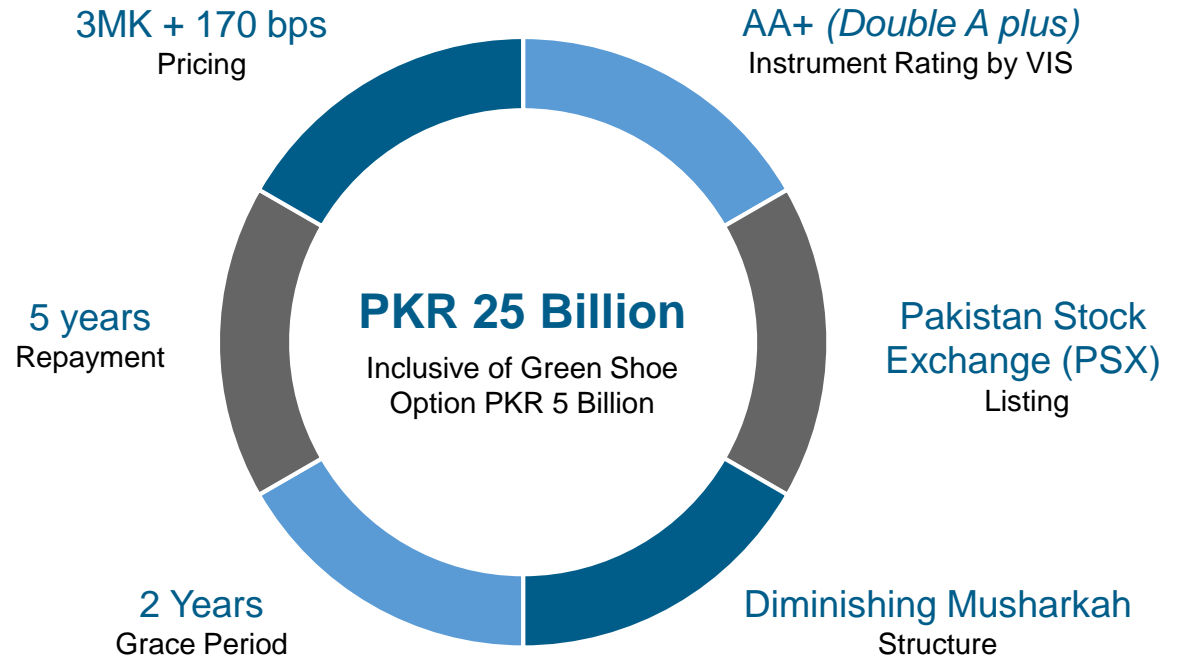 3MK + 170 bps
Pricing
AA+ (Double A plus)
Instrument Rating by VIS
5 years
Repayment
PKR 25 Billion
Inclusive of Green Shoe
Option PKR 5 Billion
Pakistan Stock
Exchange (PSX)
Listing
2 Years
Grace Period
Diminishing Musharkah
Structure